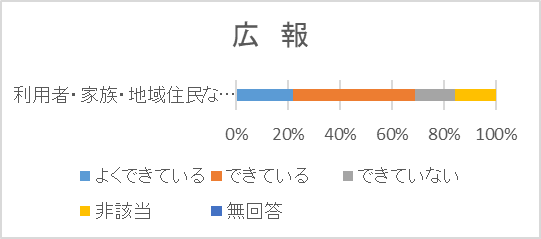 広 報
利用者・家族・地域住民な…
0% 20% 40% 60% 80% 100%
よくできている できている できていない
非該当 無回答